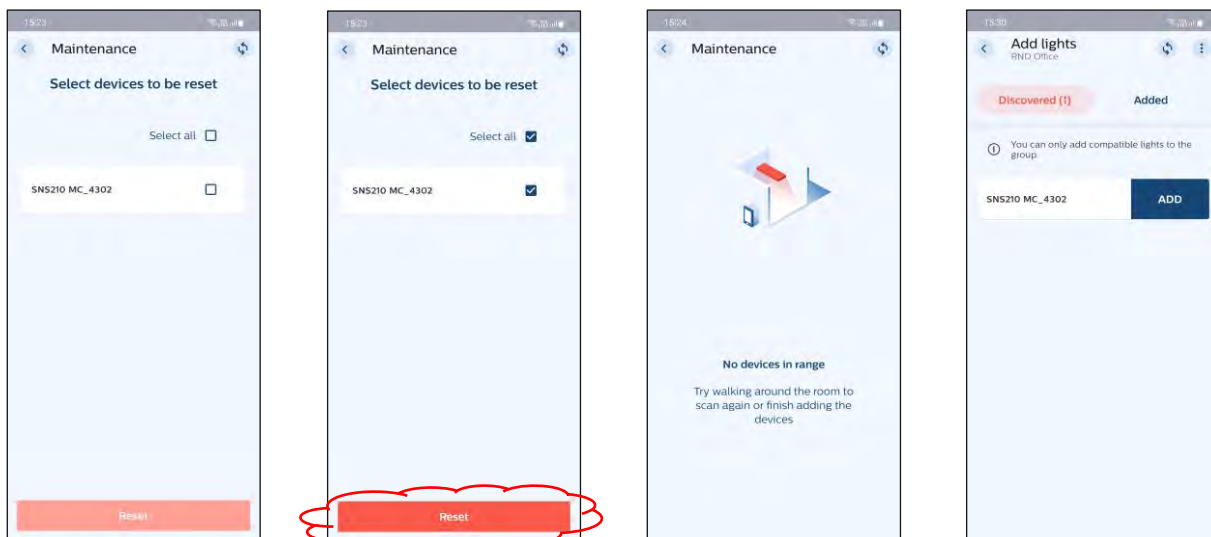 15:23
Maintenance
Select devices to be reset
Select all
SNS210 MC_4302
Reset
15:23
Maintenance
Select devices to be reset
Select all
SNS210 MC_4302
Reset
15:24
Maintenance
No devices in range
Try walking around the room to
scan again or finish adding the
devices
15:30
Add lights
RND Office
Discovered (1)
Added
You can only add compatible lights to the
group
SNS210 MC_4302
ADD